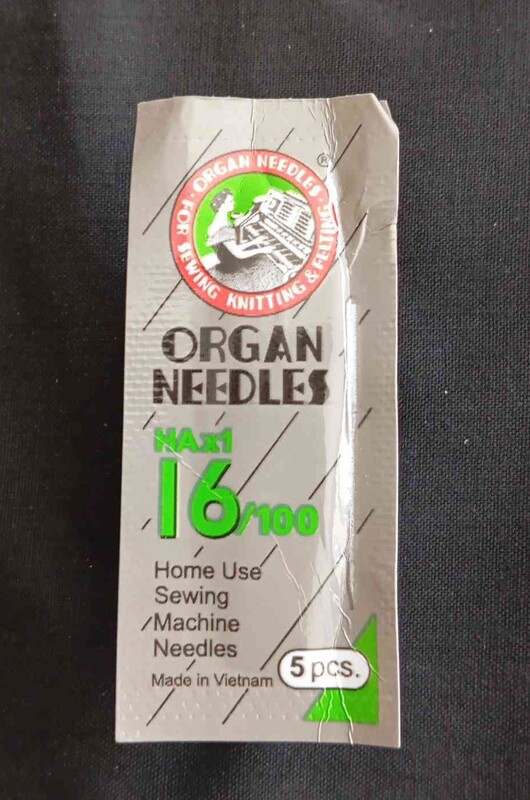 · ORGAN NEEDLES ·
FOR SEWING KNITTING & FELTING
®
ORGAN
NEEDLES
HAx1
16/100
Home Use
Sewing
Machine
Needles
Made in Vietnam
5 pcs.